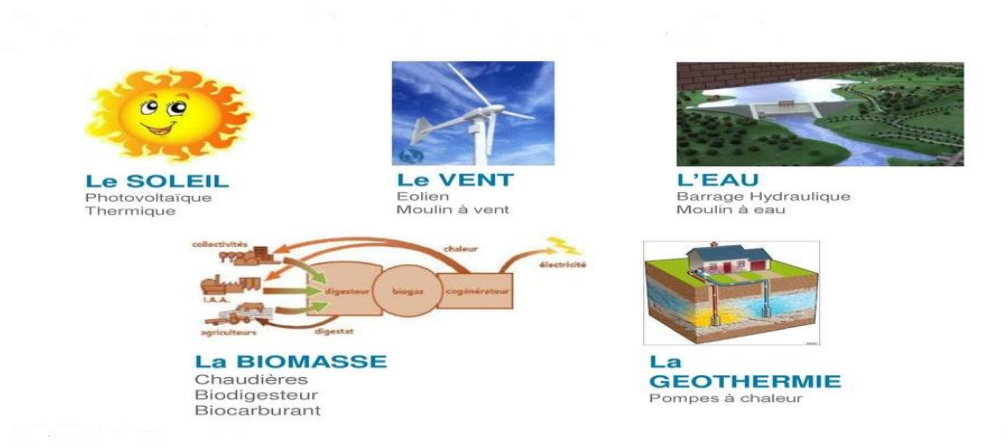 Le SOLEIL
Photovoltaïque
Thermique
Le VENT
Eolien
Moulin à vent
L'EAU
Barrage Hydraulique
Moulin à eau
collectivités
chaleur
électricité
I.A.A.
digesteur
biogaz
cogénérateur
agriculteurs
digestat
La BIOMASSE
Chaudières
Biodigesteur
Biocarburant
La
GEOTHERMIE
Pompes à chaleur